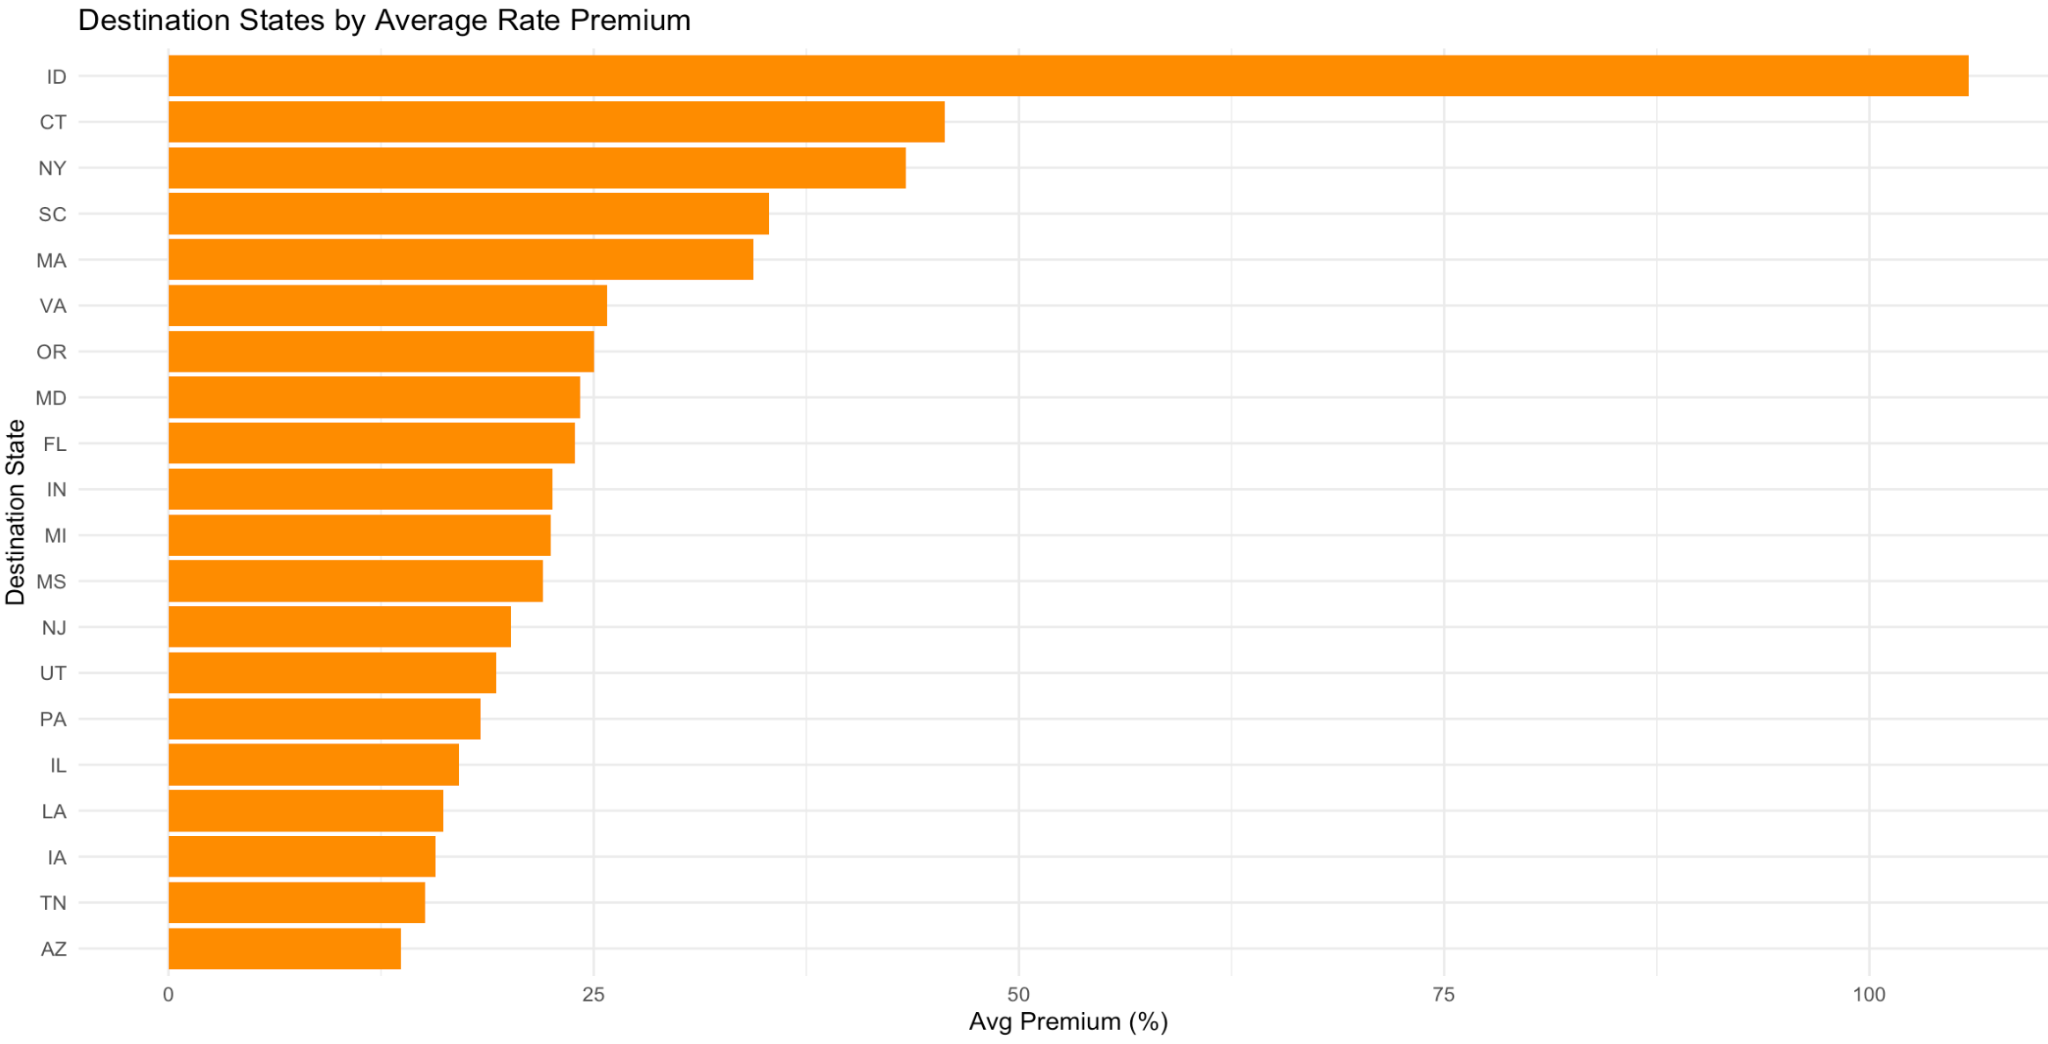 Destination States by Average Rate Premium
Destination State
ID
CT
NY
SC
MA
VA
OR
MD
FL
IN
MI
MS
NJ
UT
PA
IL
LA
IA
TN
AZ
0 25 50 75 100
Avg Premium (%)